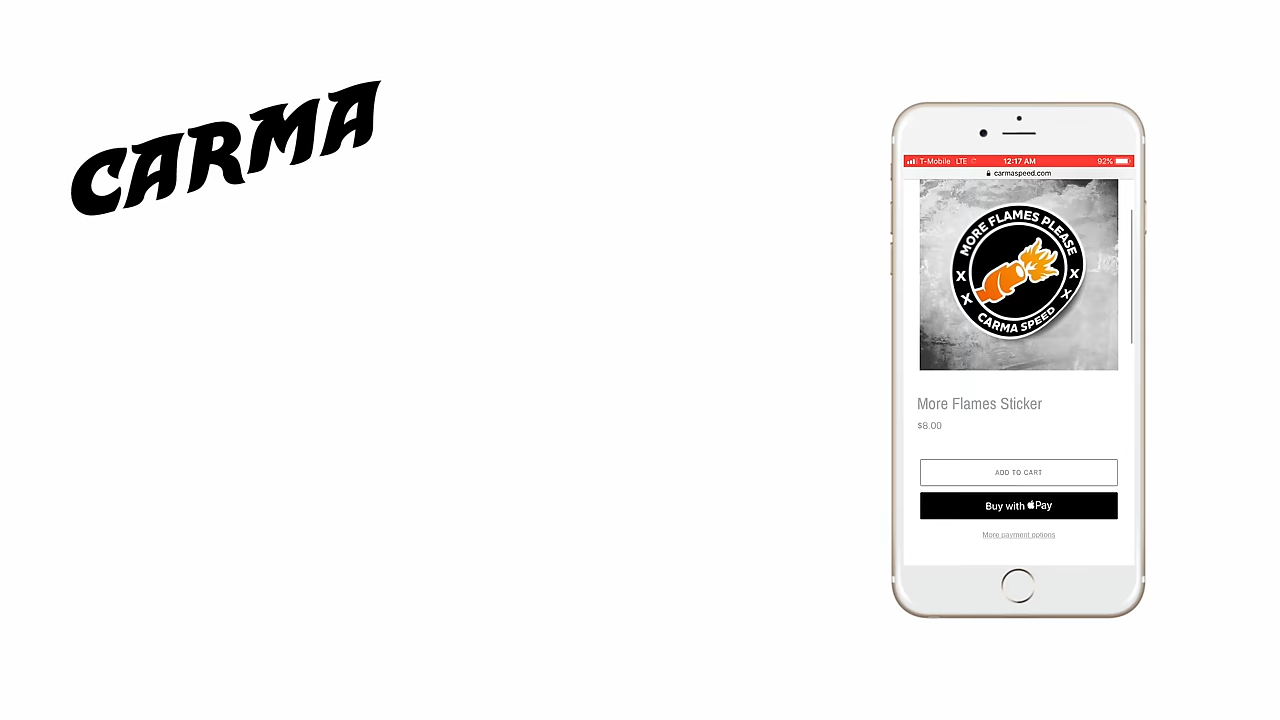 CARMA
T-Mobile LTE 12:17 AM 92%
carmaspeed.com
MORE FLAMES PLEASE
X X
X X
CARMA SPEED
More Flames Sticker
$8.00
ADD TO CART
Buy with Pay
More payment options